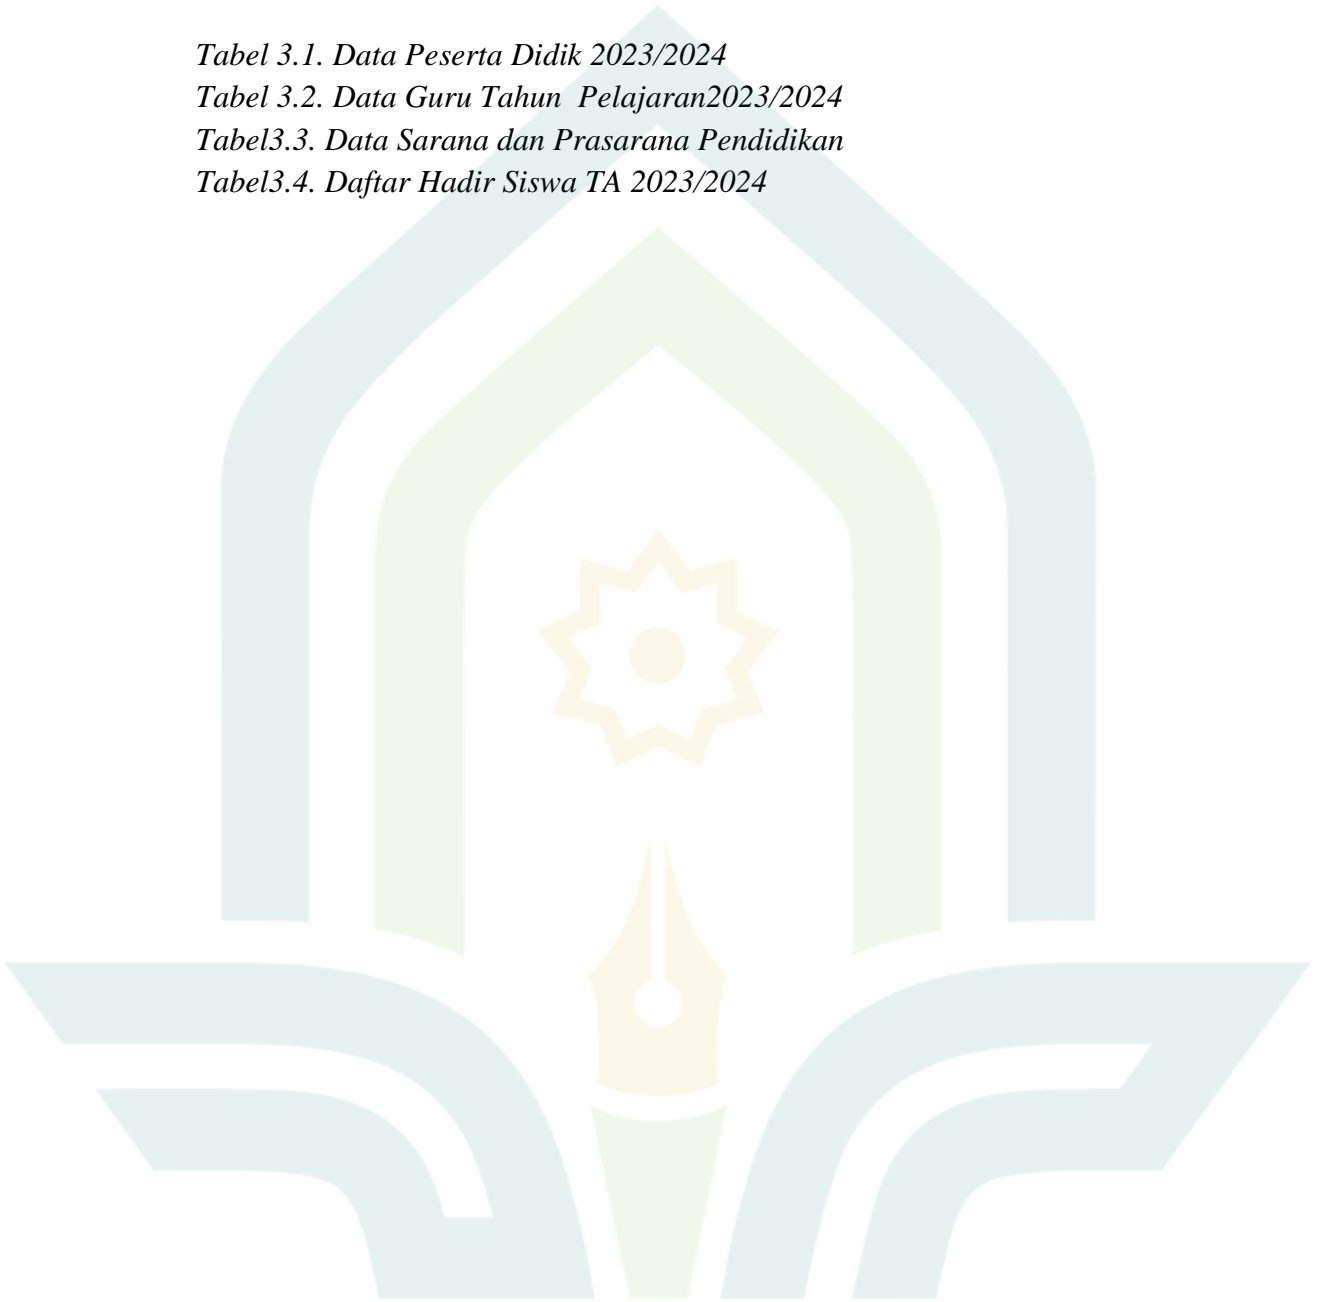 Tabel 3.1. Data Peserta Didik 2023/2024
Tabel 3.2. Data Guru Tahun  Pelajaran2023/2024
Tabel3.3. Data Sarana dan Prasarana Pendidikan
Tabel3.4. Daftar Hadir Siswa TA 2023/2024